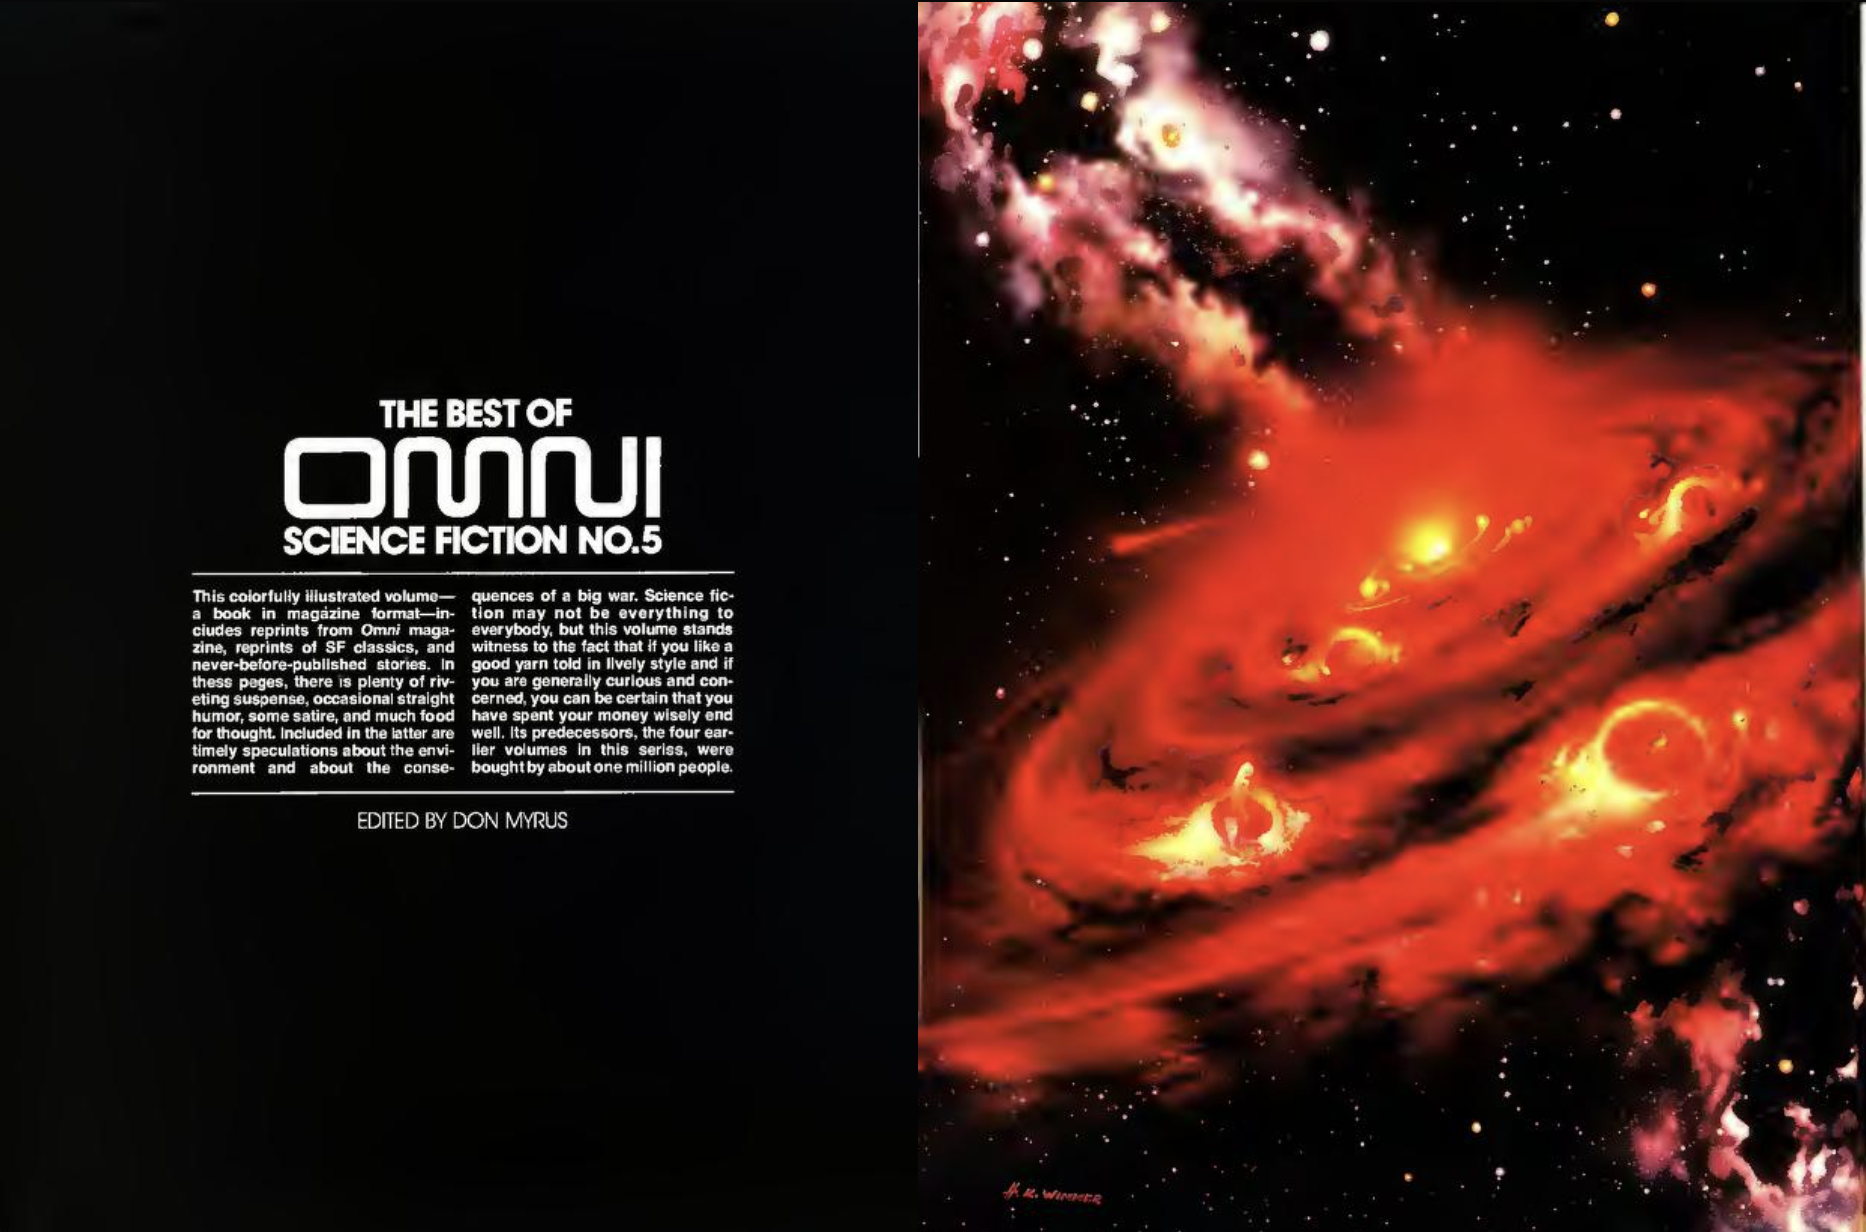 THE BEST OF
OMNI
SCIENCE FICTION NO.5
This colorfully illustrated volume—
a book in magazine format—in-
cludes reprints from Omni maga-
zine, reprints of SF classics, and
never-before-published stories. In
these pages, there is plenty of riv-
eting suspense, occasional straight
humor, some satire, and much food
for thought. Included in the latter are
timely speculations about the envi-
ronment and about the conse-
quences of a big war. Science fic-
tion may not be everything to
everybody, but this volume stands
witness to the fact that if you like a
good yarn told in lively style and if
you are generally curious and con-
cerned, you can be certain that you
have spent your money wisely and
well. Its predecessors, the four ear-
lier volumes in this series, were
bought by about one million people.
EDITED BY DON MYRUS
H. K. WIMMER